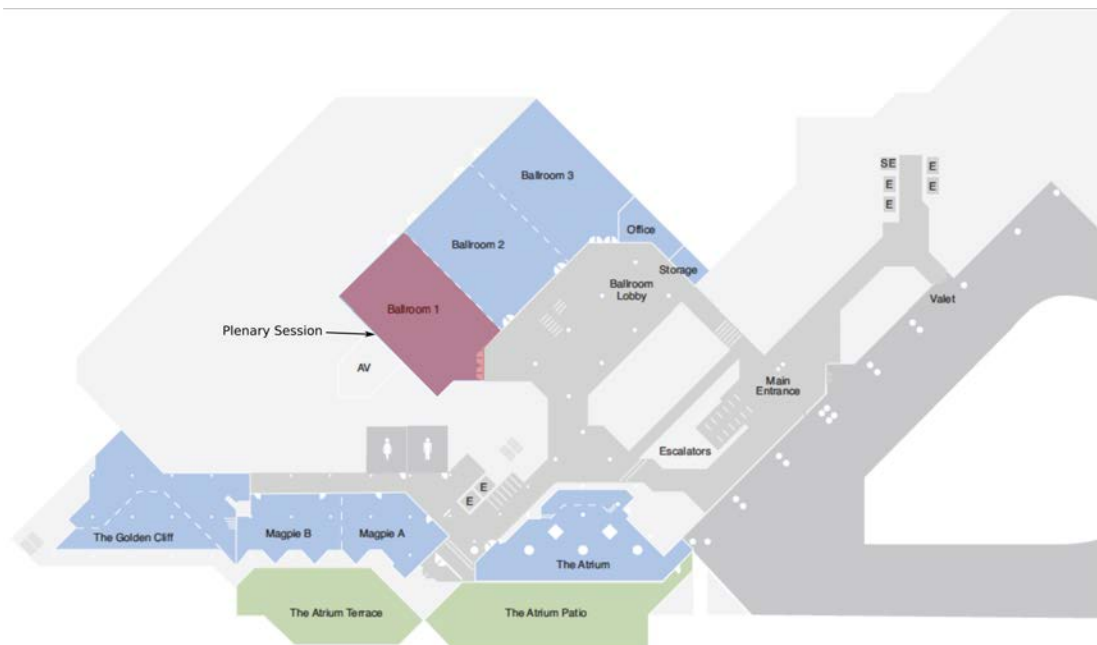 SE
E
E
E
E
Ballroom 3
Office
Ballroom 2
Storage
Ballroom
Lobby
Valet
Ballroom 1
Plenary Session
AV
Main
Entrance
Escalators
E
E
The Golden Cliff
Magpie B
Magpie A
The Atrium
The Atrium Terrace
The Atrium Patio